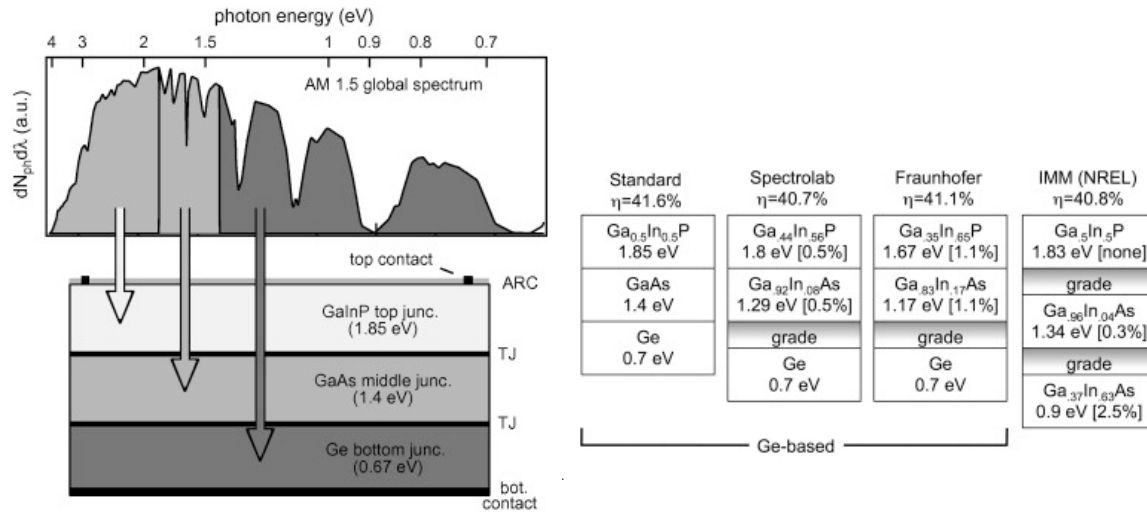 photon energy (eV)
4 3 2 1.5 1 0.9 0.8 0.7
AM 1.5 global spectrum
dN_ph dλ (a.u.)
top contact
ARC
GaInP top junc.
(1.85 eV)
TJ
GaAs middle junc.
(1.4 eV)
TJ
Ge bottom junc.
(0.67 eV)
bot.
contact
Standard
η=41.6%
Ga0.5In0.5P
1.85 eV
GaAs
1.4 eV
Ge
0.7 eV
Spectrolab
η=40.7%
Ga.44In.56P
1.8 eV [0.5%]
Ga.92In.08As
1.29 eV [0.5%]
grade
Ge
0.7 eV
Fraunhofer
η=41.1%
Ga.35In.65P
1.67 eV [1.1%]
Ga.83In.17As
1.17 eV [1.1%]
grade
Ge
0.7 eV
IMM (NREL)
η=40.8%
Ga.5In.5P
1.83 eV [none]
grade
Ga.96In.04As
1.34 eV [0.3%]
grade
Ga.37In.63As
0.9 eV [2.5%]
Ge-based